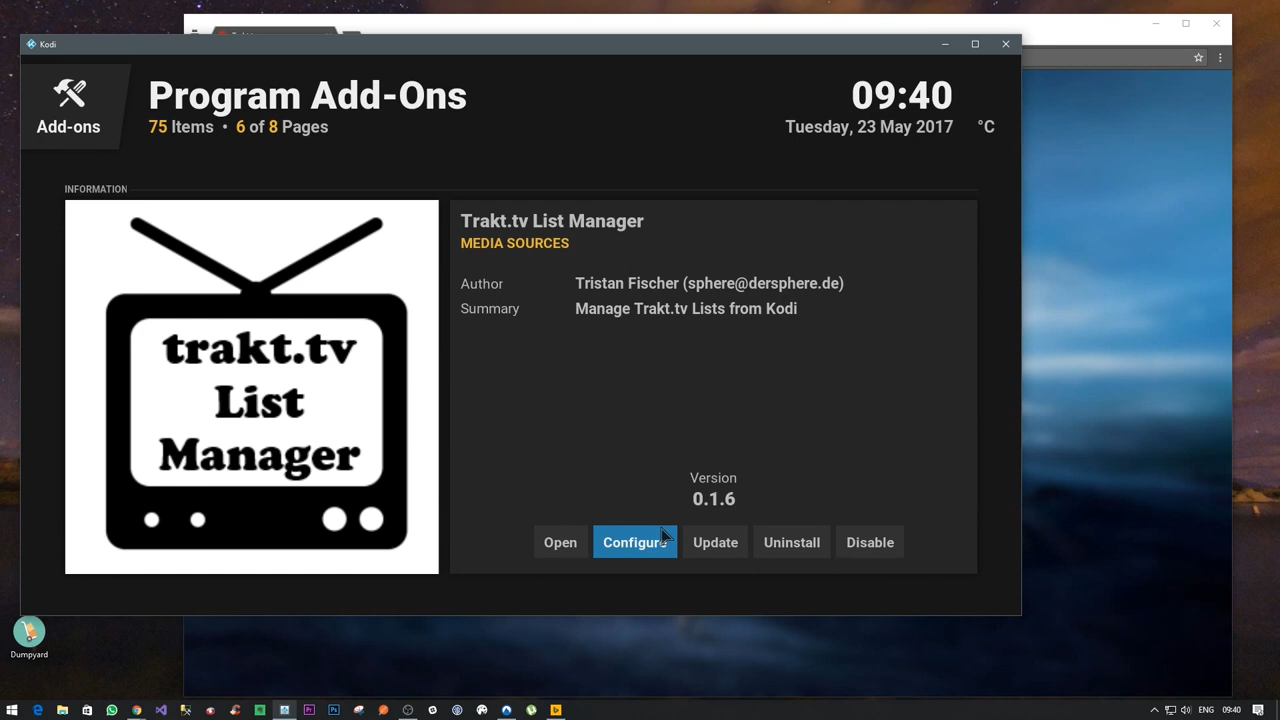 Kodi
Add-ons
Program Add-Ons
75 Items • 6 of 8 Pages
09:40
Tuesday, 23 May 2017 °C
INFORMATION
trakt.tv
List
Manager
Trakt.tv List Manager
MEDIA SOURCES
Author Tristan Fischer (sphere@dersphere.de)
Summary Manage Trakt.tv Lists from Kodi
Version
0.1.6
Open Configure Update Uninstall Disable
Dumpyard
ENG 09:40